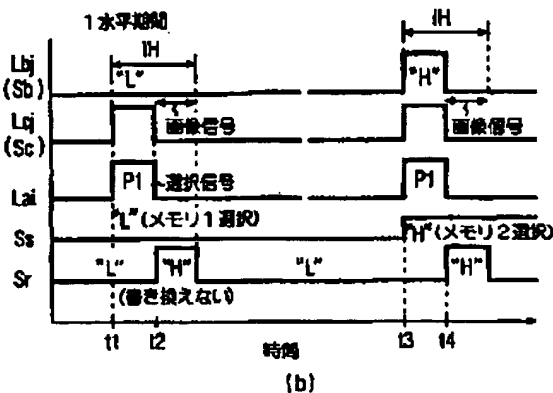 1水平期間
1H
1H
Lbj
(Sb)
"L"
"H"
Lcj
(Sc)
画像信号
画像信号
Lai
P1
選択信号
P1
Ss
"L"(メモリ1選択)
"H"(メモリ2選択)
Sr
"L"
"H"
"L"
"H"
(書き換えない)
t1
t2
t3
t4
時間
(b)